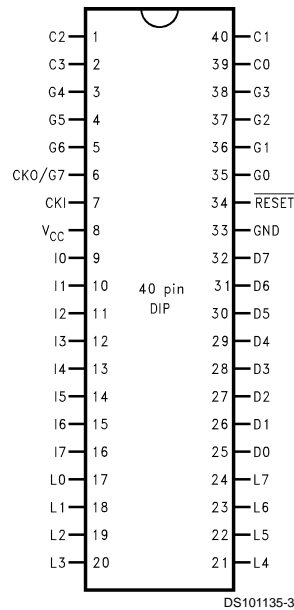 C2 1 40 C1
C3 2 39 C0
G4 3 38 G3
G5 4 37 G2
G6 5 36 G1
CKO/G7 6 35 G0
CKI 7 34 RESET
VCC 8 33 GND
I0 9 32 D7
I1 10 31 D6
I2 11 30 D5
I3 12 29 D4
I4 13 28 D3
I5 14 27 D2
I6 15 26 D1
I7 16 25 D0
L0 17 24 L7
L1 18 23 L6
L2 19 22 L5
L3 20 21 L4
40 pin
DIP
DS101135-3